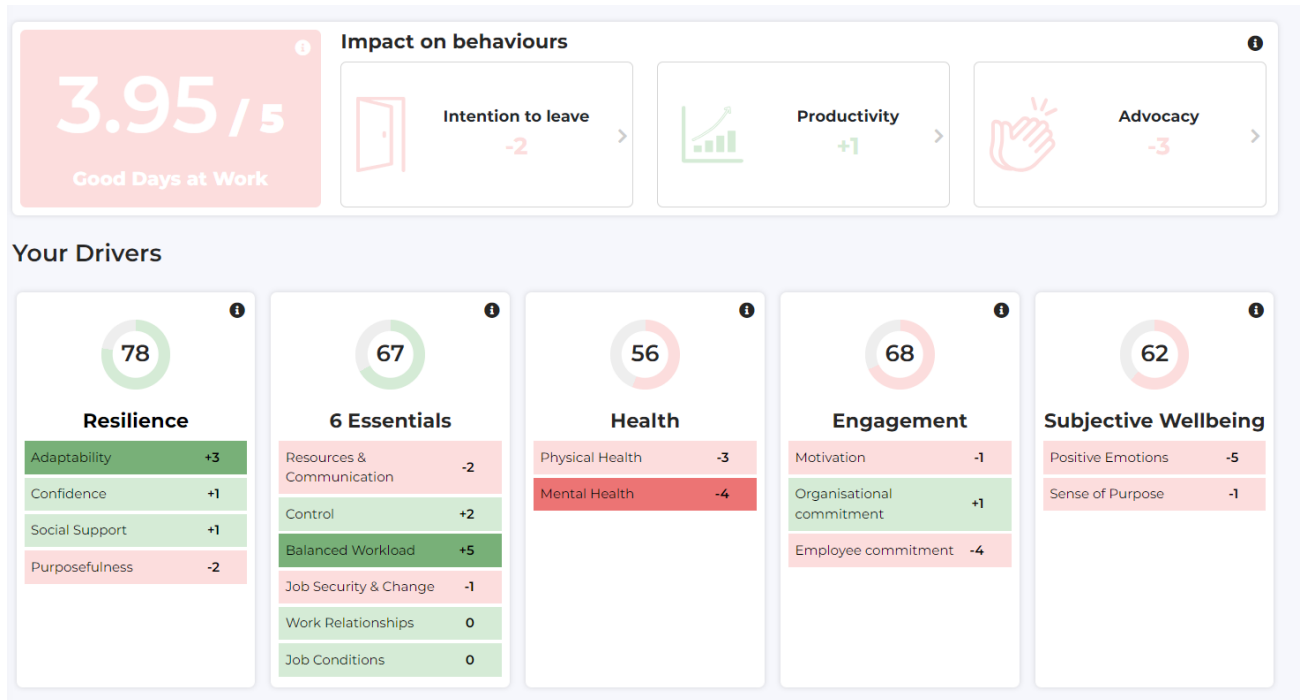 3.95 / 5
Good Days at Work
Impact on behaviours
Intention to leave
-2
Productivity
+1
Advocacy
-3
Your Drivers
78
Resilience
Adaptability +3
Confidence +1
Social Support +1
Purposefulness -2
67
6 Essentials
Resources &
Communication -2
Control +2
Balanced Workload +5
Job Security & Change -1
Work Relationships 0
Job Conditions 0
56
Health
Physical Health -3
Mental Health -4
68
Engagement
Motivation -1
Organisational
commitment +1
Employee commitment -4
62
Subjective Wellbeing
Positive Emotions -5
Sense of Purpose -1